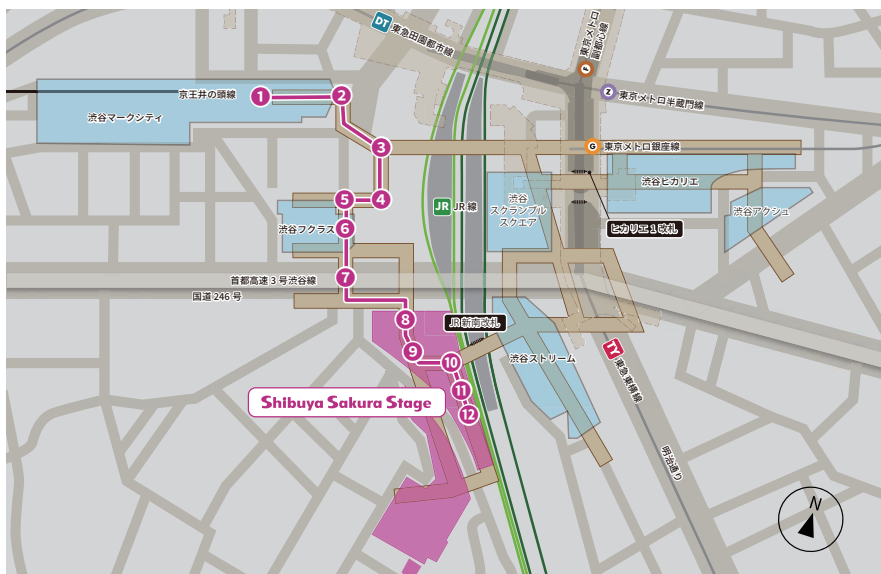 DT
東急田園都市線
東京メトロ
副都心線
F
京王井の頭線
1
2
Z
東京メトロ半蔵門線
渋谷マークシティ
3
G
東京メトロ銀座線
渋谷ヒカリエ
5
4
JR
JR 線
渋谷
スクランブル
スクエア
渋谷アクシュ
渋谷フクラス
6
ヒカリエ 1 改札
首都高速 3 号渋谷線
7
国道 246 号
8
JR 新南改札
9
10
渋谷ストリーム
TY
東急東横線
11
Shibuya Sakura Stage
12
明治通り
N